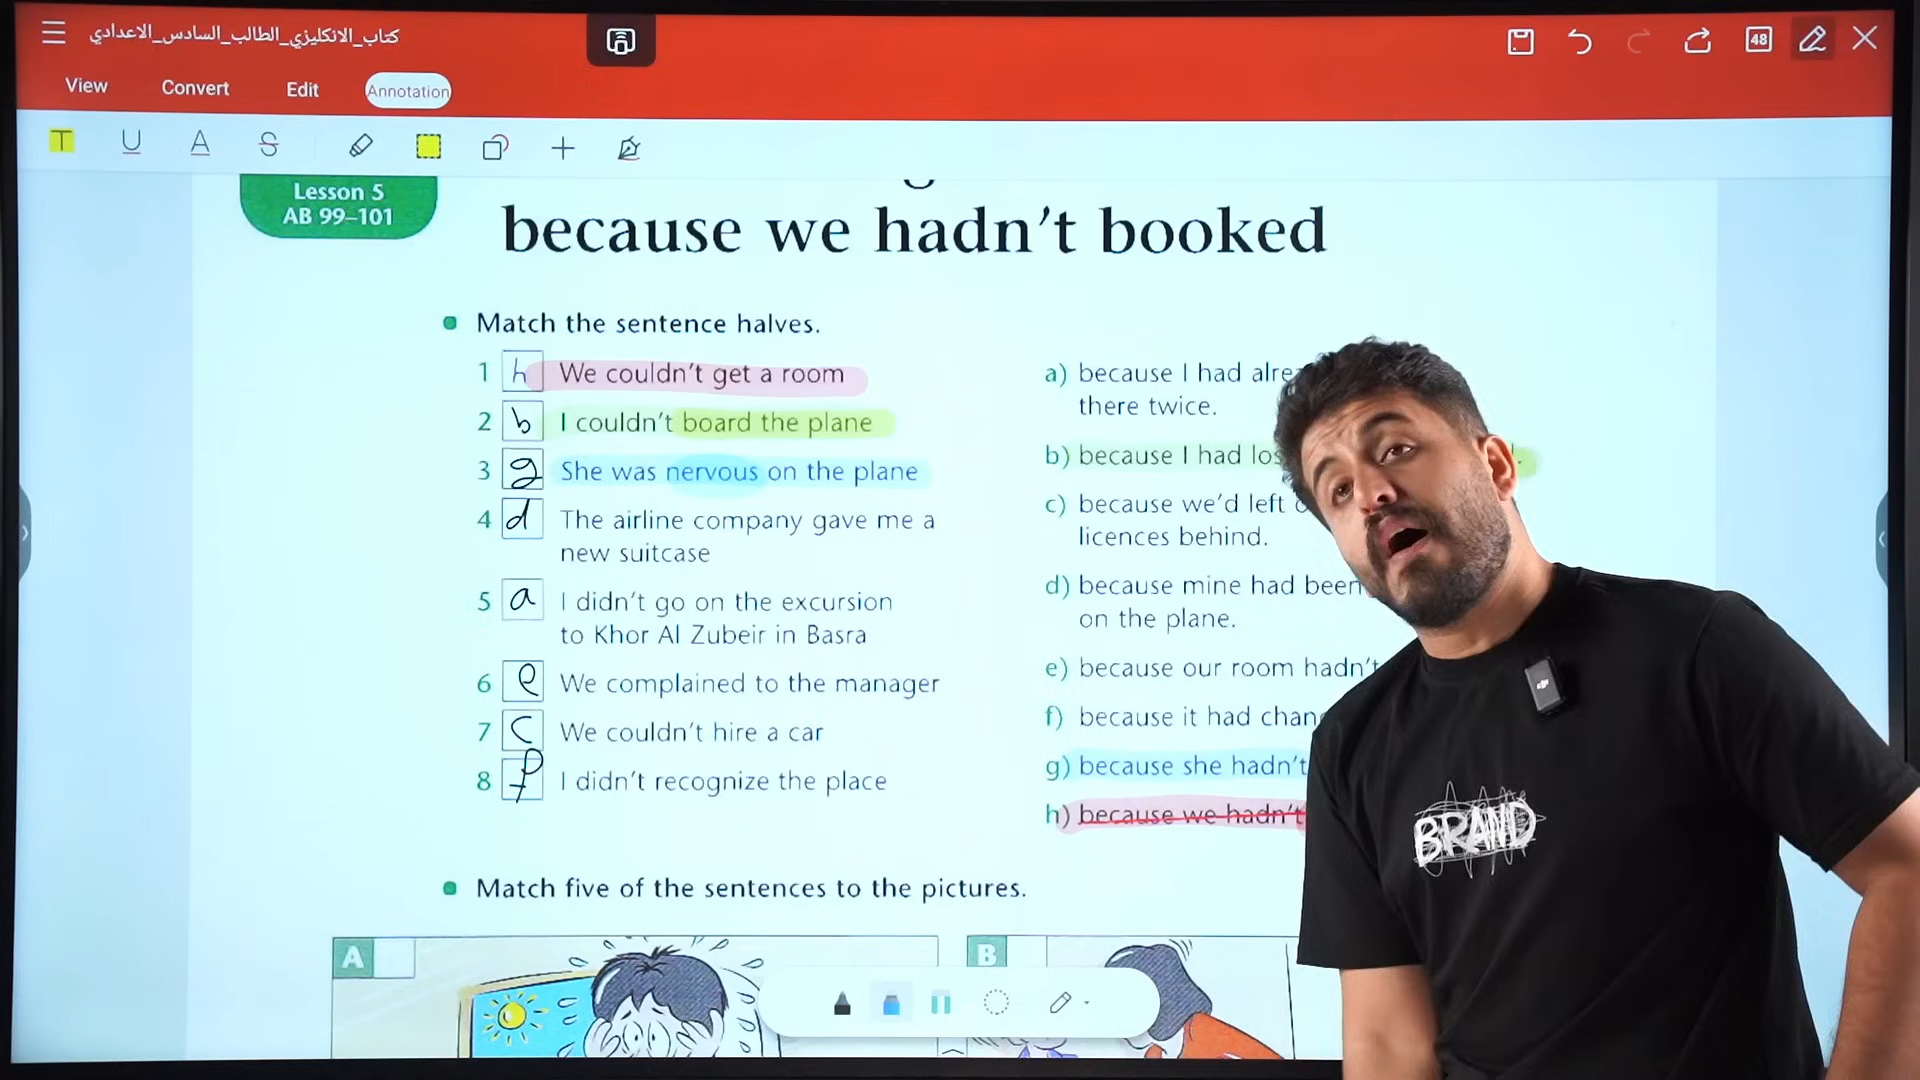 كتاب_الانكليزي_الطالب_السادس_الاعدادي
48
View Convert Edit Annotation
T U A S
Lesson 5
AB 99–101
because we hadn't booked
Match the sentence halves.
1 h We couldn't get a room
2 b I couldn't board the plane
3 g She was nervous on the plane
4 d The airline company gave me a
new suitcase
5 a I didn't go on the excursion
to Khor Al Zubeir in Basra
6 e We complained to the manager
7 c We couldn't hire a car
8 f I didn't recognize the place
a) because I had
there twice.
b) because I had
c) because we'd left
licences behind.
d) because mine had been
on the plane.
e) because our room hadn't
f) because it had
g) because she hadn't
h) because we hadn't
Match five of the sentences to the pictures.
A
B
BRAND